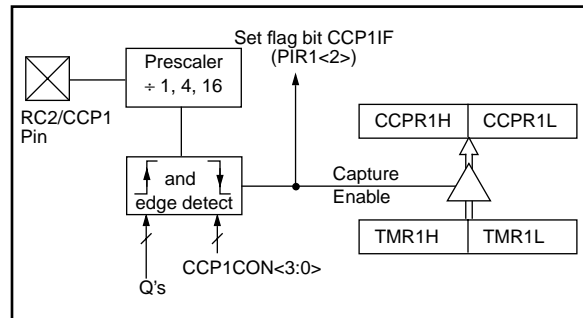 Set flag bit CCP1IF
(PIR1<2>)
Prescaler
÷ 1, 4, 16
RC2/CCP1
Pin
CCPR1H CCPR1L
and
edge detect
Capture
Enable
TMR1H TMR1L
CCP1CON<3:0>
Q's